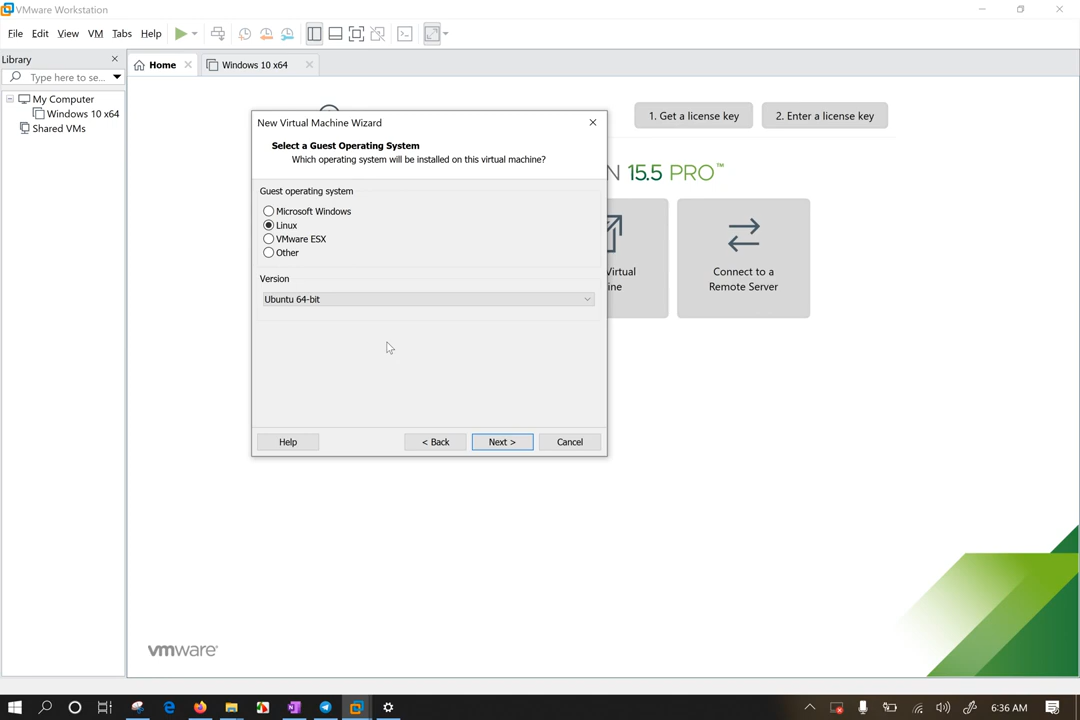 VMware Workstation
File Edit View VM Tabs Help
Library
Home
Windows 10 x64
Type here to se...
My Computer
Windows 10 x64
Shared VMs
1. Get a license key
2. Enter a license key
N 15.5 PRO™
New Virtual Machine Wizard
Select a Guest Operating System
Which operating system will be installed on this virtual machine?
Guest operating system
Microsoft Windows
Linux
VMware ESX
Other
Version
Ubuntu 64-bit
Help
< Back
Next >
Cancel
Virtual
ine
Connect to a
Remote Server
vmware®
6:36 AM